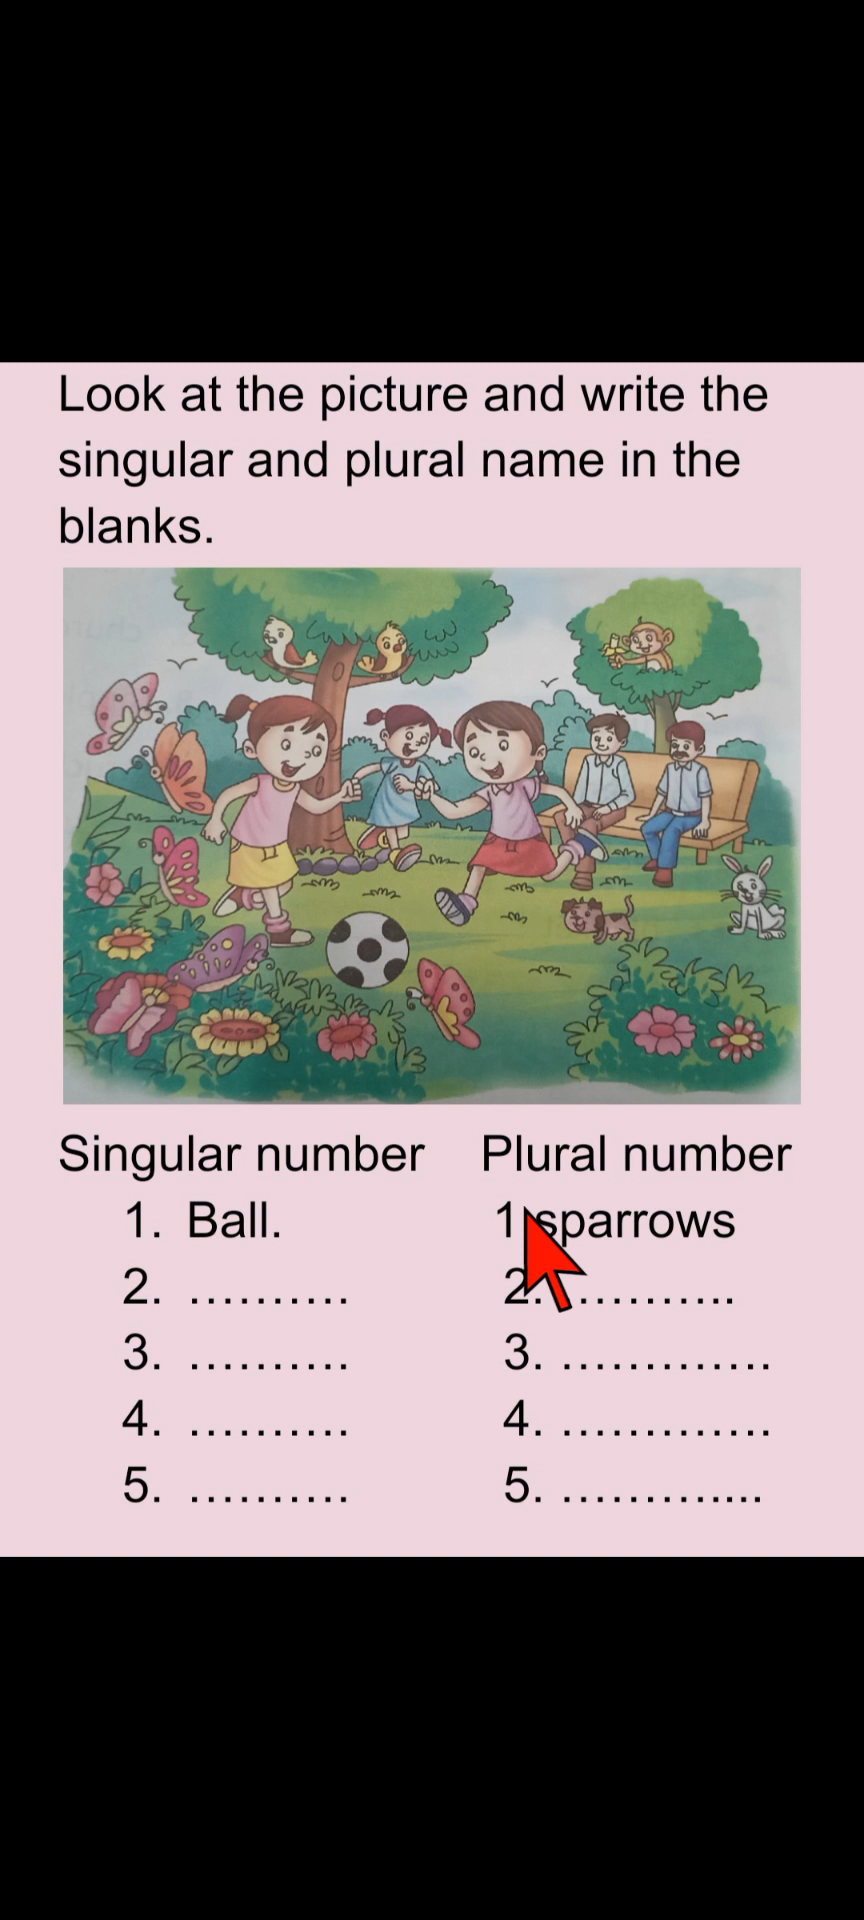 Look at the picture and write the
singular and plural name in the
blanks.
Singular number Plural number
1. Ball. 1 sparrows
2. .......... 2. ..........
3. .......... 3. .............
4. .......... 4. .............
5. .......... 5. .............